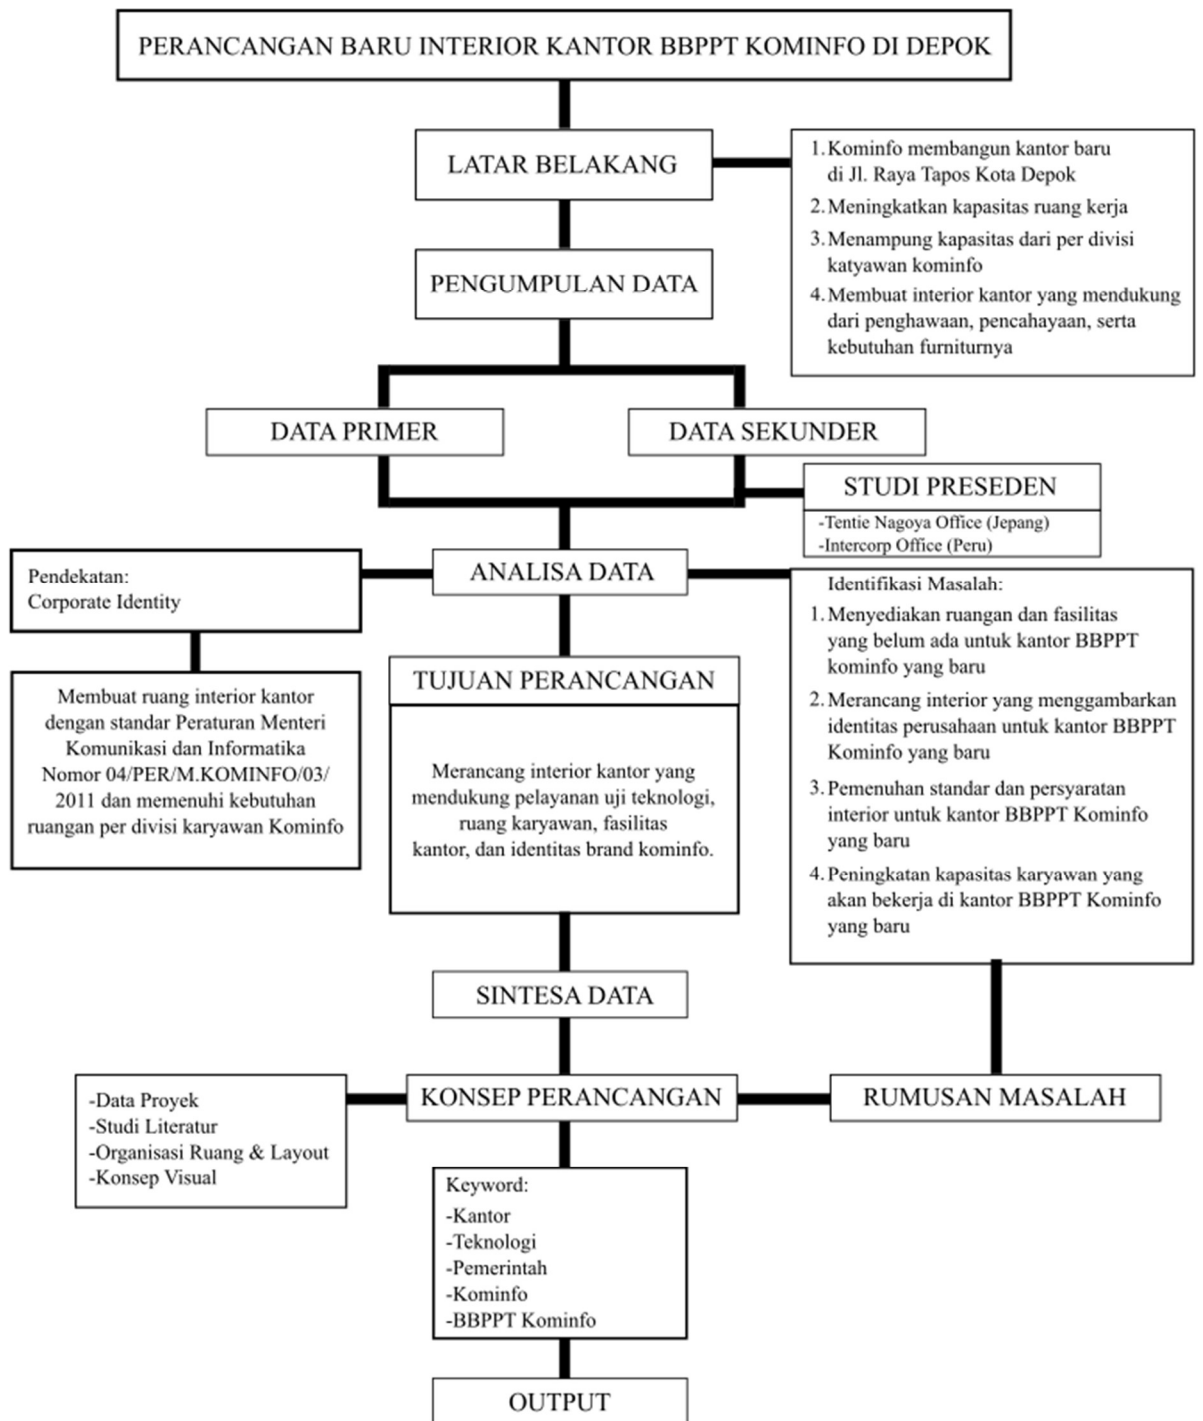 PERANCANGAN BARU INTERIOR KANTOR BBPPT KOMINFO DI DEPOK
LATAR BELAKANG
1. Kominfo membangun kantor baru
di Jl. Raya Tapos Kota Depok
2. Meningkatkan kapasitas ruang kerja
3. Menampung kapasitas dari per divisi
katyawan kominfo
4. Membuat interior kantor yang mendukung
dari penghawaan, pencahayaan, serta
kebutuhan furniturnya
PENGUMPULAN DATA
DATA PRIMER
DATA SEKUNDER
STUDI PRESEDEN
-Tentie Nagoya Office (Jepang)
-Intercorp Office (Peru)
ANALISA DATA
Pendekatan:
Corporate Identity
Membuat ruang interior kantor
dengan standar Peraturan Menteri
Komunikasi dan Informatika
Nomor 04/PER/M.KOMINFO/03/
2011 dan memenuhi kebutuhan
ruangan per divisi karyawan Kominfo
TUJUAN PERANCANGAN
Merancang interior kantor yang
mendukung pelayanan uji teknologi,
ruang karyawan, fasilitas
kantor, dan identitas brand kominfo.
Identifikasi Masalah:
1. Menyediakan ruangan dan fasilitas
yang belum ada untuk kantor BBPPT
kominfo yang baru
2. Merancang interior yang menggambarkan
identitas perusahaan untuk kantor BBPPT
Kominfo yang baru
3. Pemenuhan standar dan persyaratan
interior untuk kantor BBPPT Kominfo
yang baru
4. Peningkatan kapasitas karyawan yang
akan bekerja di kantor BBPPT Kominfo
yang baru
SINTESA DATA
KONSEP PERANCANGAN
RUMUSAN MASALAH
-Data Proyek
-Studi Literatur
-Organisasi Ruang & Layout
-Konsep Visual
Keyword:
-Kantor
-Teknologi
-Pemerintah
-Kominfo
-BBPPT Kominfo
OUTPUT